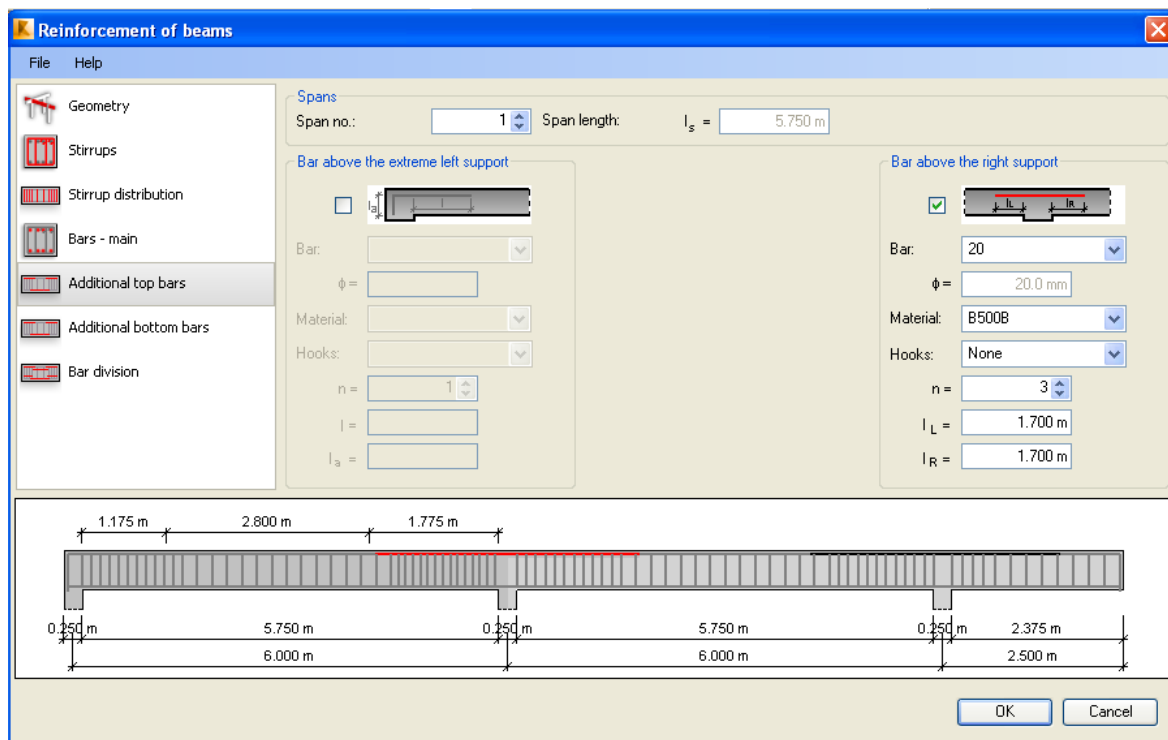 Reinforcement of beams
File Help
Geometry
Stirrups
Stirrup distribution
Bars - main
Additional top bars
Additional bottom bars
Bar division
Spans
Span no.: 1 Span length: l s = 5.750 m
Bar above the extreme left support
l a l
Bar:
ϕ =
Material:
Hooks:
n = 1
l =
l a =
Bar above the right support
l L l R
Bar: 20
ϕ = 20.0 mm
Material: B500B
Hooks: None
n = 3
l L = 1.700 m
l R = 1.700 m
1.175 m 2.800 m 1.775 m
0.250 m 5.750 m 0.250 m 5.750 m 0.250 m 2.375 m
6.000 m 6.000 m 2.500 m
OK Cancel